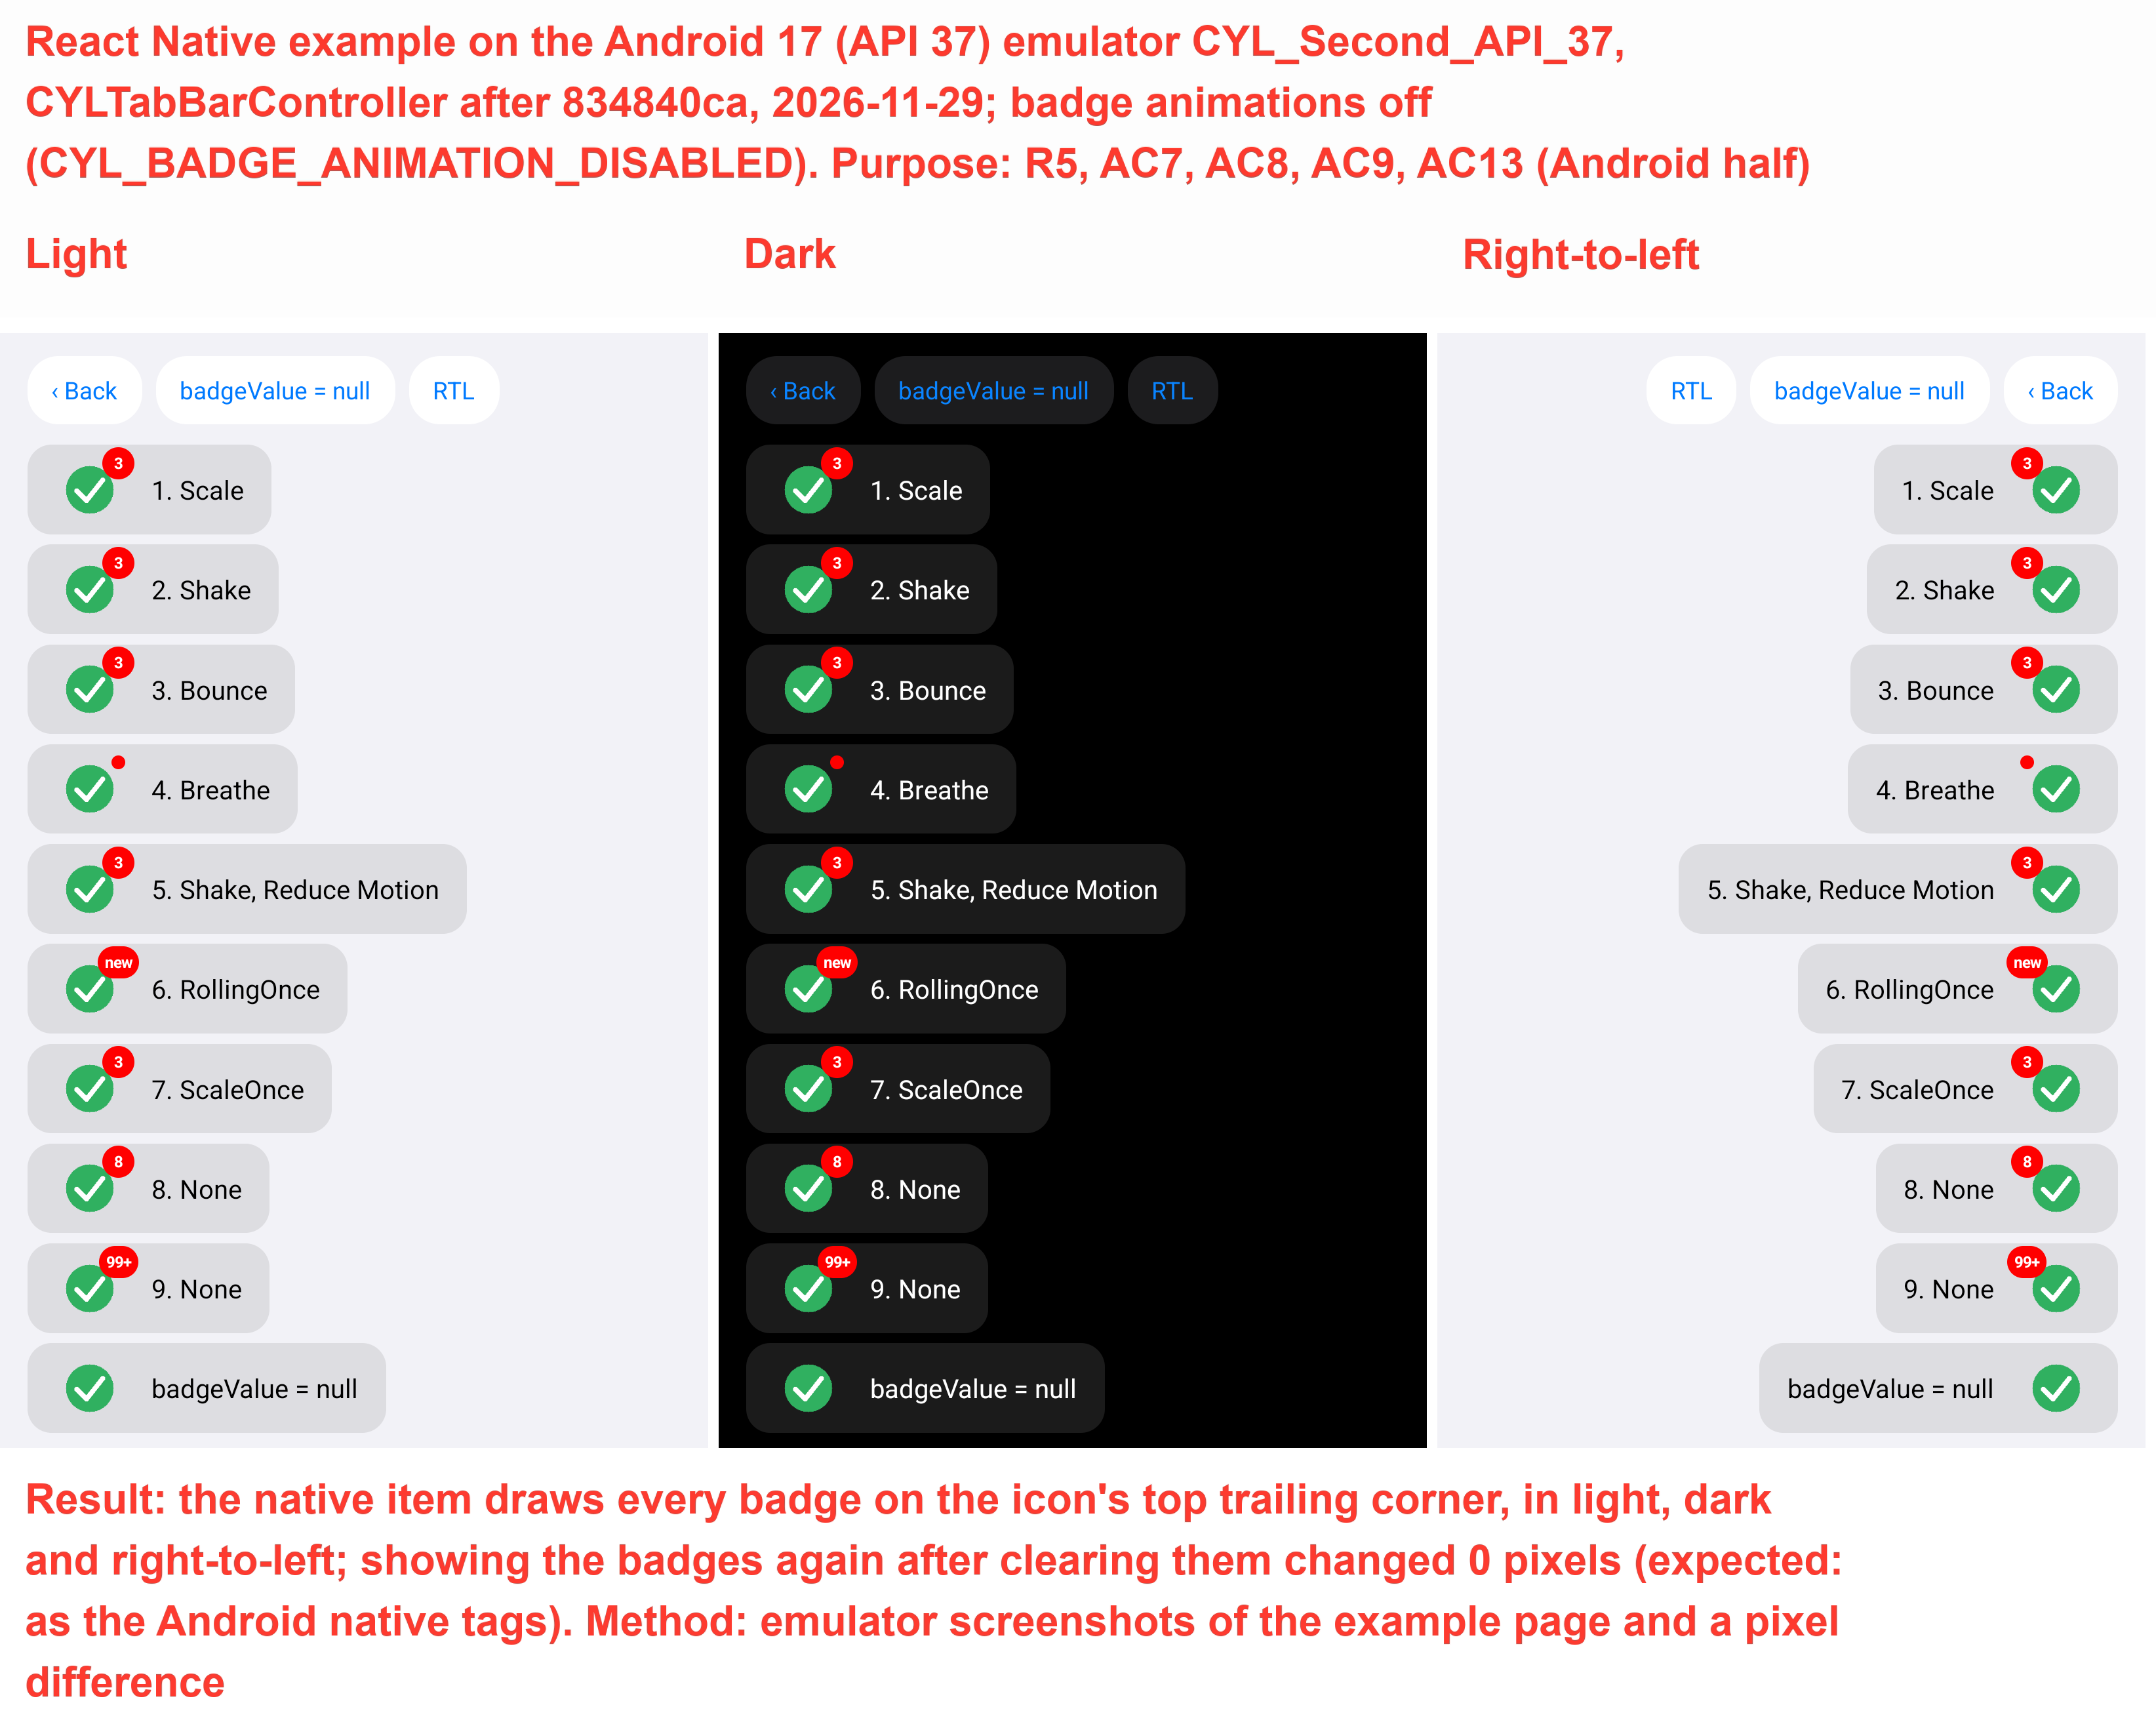 React Native example on the Android 17 (API 37) emulator CYL_Second_API_37,
CYLTabBarController after 834840ca, 2026-11-29; badge animations off
(CYL_BADGE_ANIMATION_DISABLED). Purpose: R5, AC7, AC8, AC9, AC13 (Android half)
Light
Dark
Right-to-left
‹ Back
badgeValue = null
RTL
3
1. Scale
3
2. Shake
3
3. Bounce
4. Breathe
3
5. Shake, Reduce Motion
new
6. RollingOnce
3
7. ScaleOnce
8
8. None
99+
9. None
badgeValue = null
‹ Back
badgeValue = null
RTL
3
1. Scale
3
2. Shake
3
3. Bounce
4. Breathe
3
5. Shake, Reduce Motion
new
6. RollingOnce
3
7. ScaleOnce
8
8. None
99+
9. None
badgeValue = null
RTL
badgeValue = null
‹ Back
1. Scale
3
2. Shake
3
3. Bounce
3
4. Breathe
5. Shake, Reduce Motion
3
6. RollingOnce
new
7. ScaleOnce
3
8. None
8
9. None
99+
badgeValue = null
Result: the native item draws every badge on the icon's top trailing corner, in light, dark
and right-to-left; showing the badges again after clearing them changed 0 pixels (expected:
as the Android native tags). Method: emulator screenshots of the example page and a pixel
difference